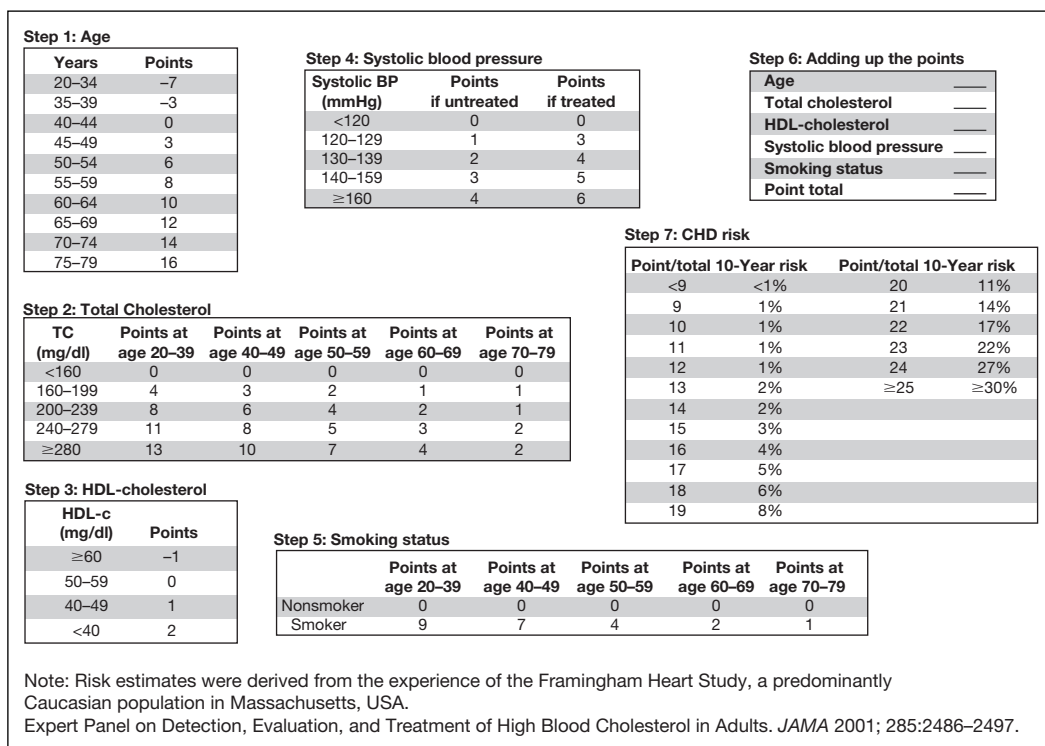 Step 1: Age
Years Points
20–34 –7
35–39 –3
40–44 0
45–49 3
50–54 6
55–59 8
60–64 10
65–69 12
70–74 14
75–79 16
Step 2: Total Cholesterol
TC Points at Points at Points at Points at Points at
(mg/dl) age 20–39 age 40–49 age 50–59 age 60–69 age 70–79
<160 0 0 0 0 0
160–199 4 3 2 1 1
200–239 8 6 4 2 1
240–279 11 8 5 3 2
≥280 13 10 7 4 2
Step 3: HDL-cholesterol
HDL-c
(mg/dl) Points
≥60 –1
50–59 0
40–49 1
<40 2
Step 4: Systolic blood pressure
Systolic BP Points Points
(mmHg) if untreated if treated
<120 0 0
120–129 1 3
130–139 2 4
140–159 3 5
≥160 4 6
Step 5: Smoking status
Points at Points at Points at Points at Points at
age 20–39 age 40–49 age 50–59 age 60–69 age 70–79
Nonsmoker 0 0 0 0 0
Smoker 9 7 4 2 1
Step 6: Adding up the points
Age ____
Total cholesterol ____
HDL-cholesterol ____
Systolic blood pressure ____
Smoking status ____
Point total ____
Step 7: CHD risk
Point/total 10-Year risk Point/total 10-Year risk
<9 <1% 20 11%
9 1% 21 14%
10 1% 22 17%
11 1% 23 22%
12 1% 24 27%
13 2% ≥25 ≥30%
14 2%
15 3%
16 4%
17 5%
18 6%
19 8%
Note: Risk estimates were derived from the experience of the Framingham Heart Study, a predominantly
Caucasian population in Massachusetts, USA.
Expert Panel on Detection, Evaluation, and Treatment of High Blood Cholesterol in Adults. JAMA 2001; 285:2486–2497.